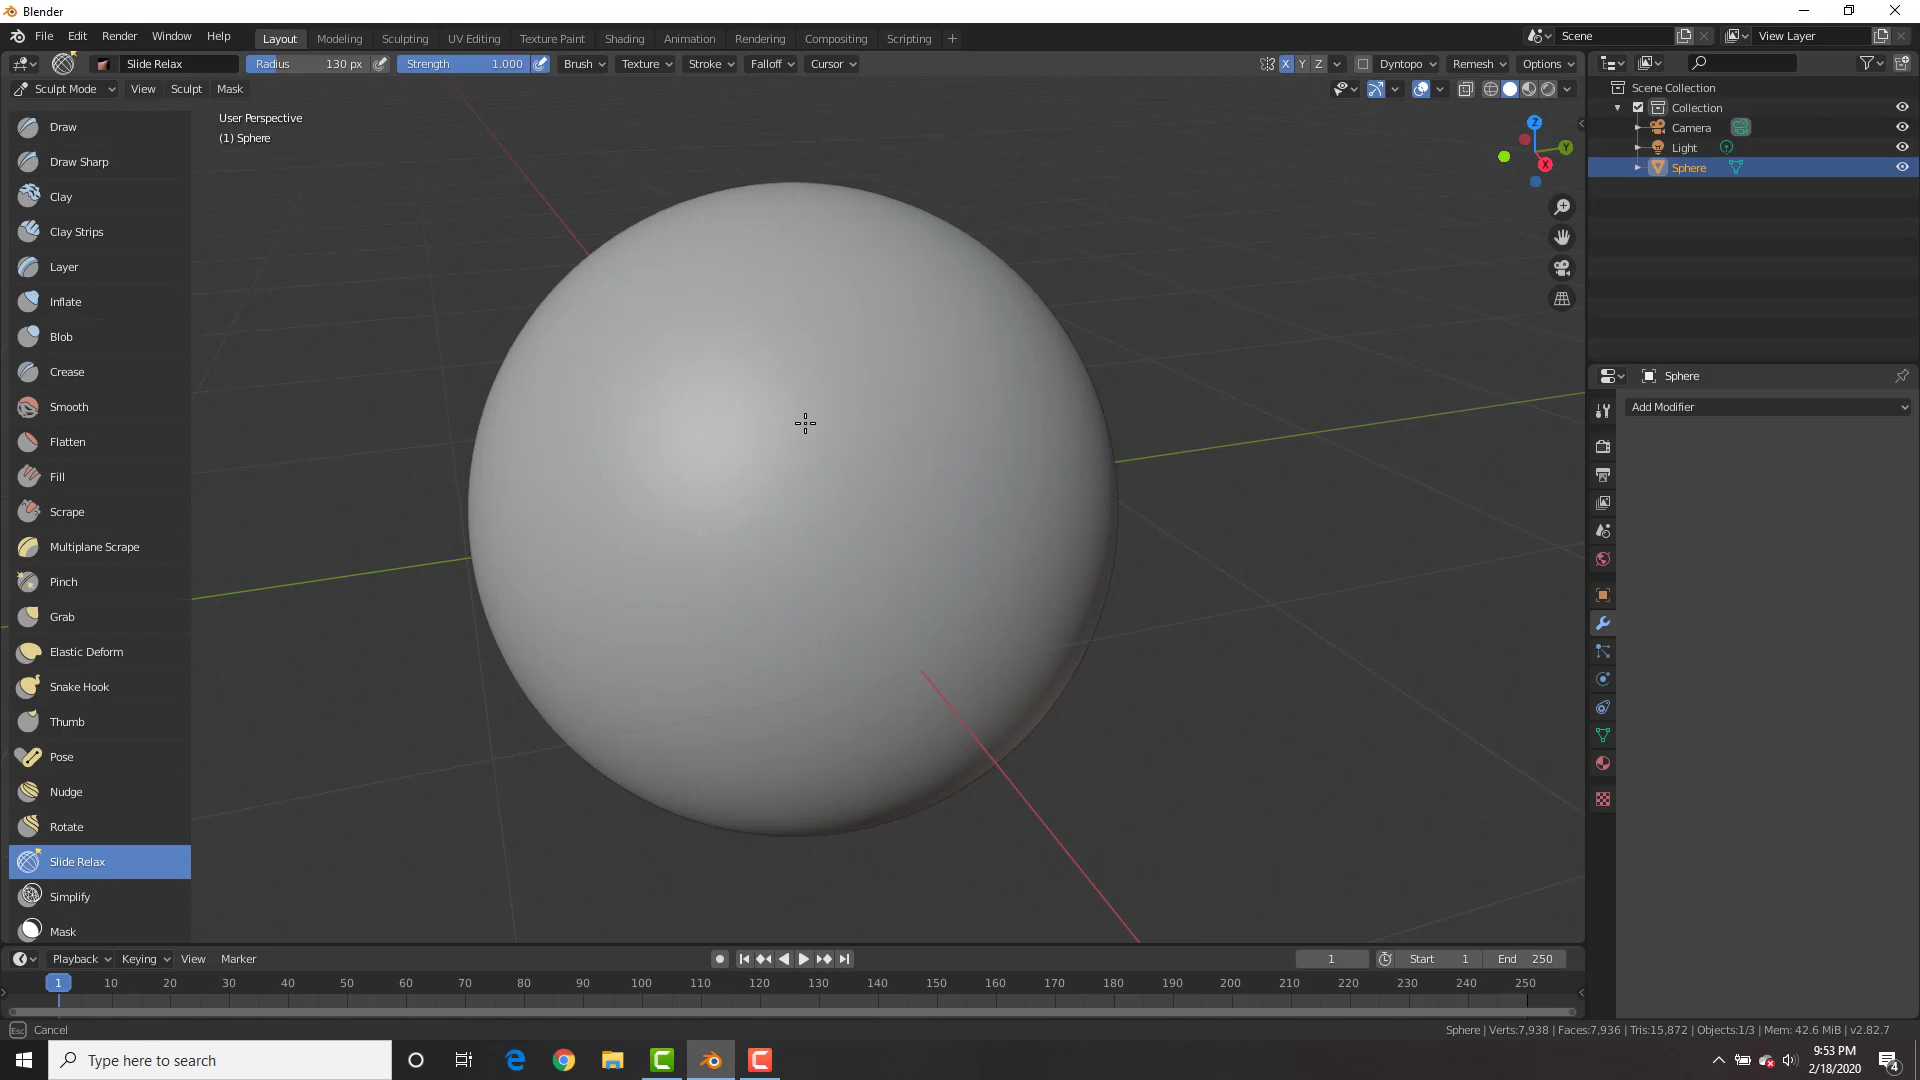 Blender
File Edit Render Window Help
Layout Modeling Sculpting UV Editing Texture Paint Shading Animation Rendering Compositing Scripting +
Scene View Layer
Slide Relax Radius 130 px Strength 1.000 Brush Texture Stroke Falloff Cursor X Y Z Dyntopo Remesh Options
Sculpt Mode View Sculpt Mask
User Perspective
(1) Sphere
Draw
Draw Sharp
Clay
Clay Strips
Layer
Inflate
Blob
Crease
Smooth
Flatten
Fill
Scrape
Multiplane Scrape
Pinch
Grab
Elastic Deform
Snake Hook
Thumb
Pose
Nudge
Rotate
Slide Relax
Simplify
Mask
Z
Y
X
Scene Collection
Collection
Camera
Light
Sphere
Sphere
Add Modifier
Playback Keying View Marker 1 Start 1 End 250
1 10 20 30 40 50 60 70 80 90 100 110 120 130 140 150 160 170 180 190 200 210 220 230 240 250
Esc Cancel
Sphere | Verts:7,938 | Faces:7,936 | Tris:15,872 | Objects:1/3 | Mem: 42.6 MiB | v2.82.7
Type here to search
9:53 PM
2/18/2020
4